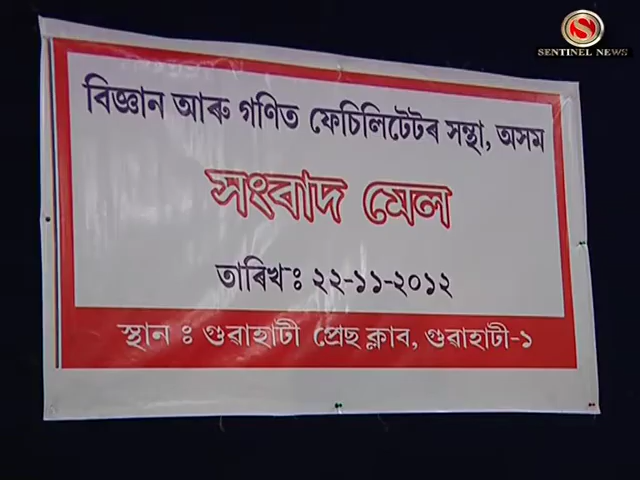 SENTINEL NEWS
বিজ্ঞান আৰু গণিত ফেচিলিটেটৰ সন্থা, অসম
সংবাদ মেল
তাৰিখ ঃ ২২-১১-২০১২
স্থান ঃ গুৱাহাটী প্ৰেছ ক্লাব, গুৱাহাটী-১